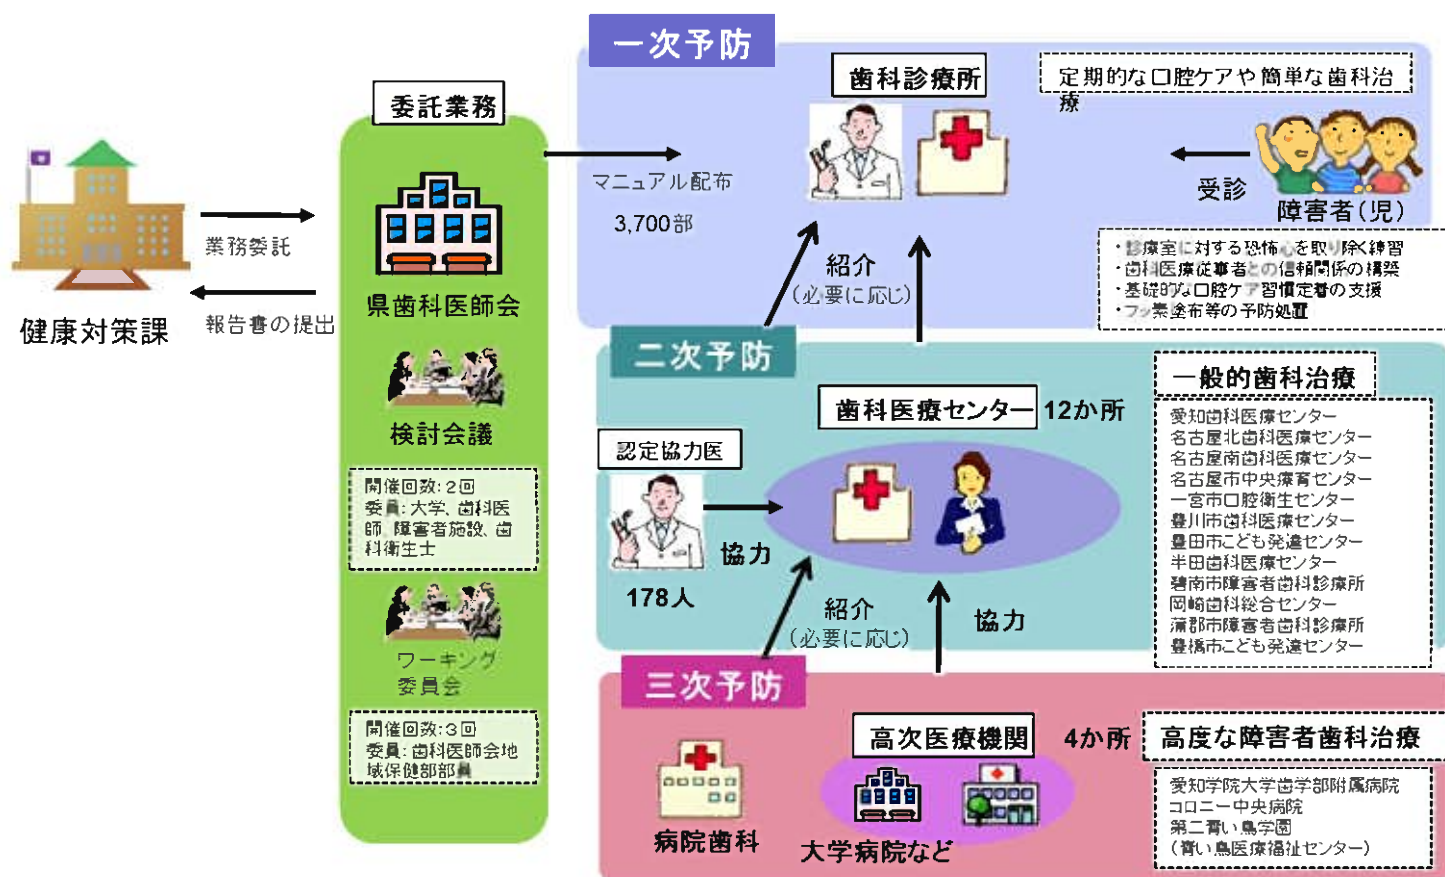 健康対策課
業務委託
報告書の提出
委託業務
県歯科医師会
検討会議
開催回数:2回
委員:大学、歯科医
師、障害者施設、歯
科衛生士
ワーキング
委員会
開催回数:3回
委員:歯科医師会地
域保健部部員
一次予防
マニュアル配布
3,700部
歯科診療所
定期的な口腔ケアや簡単な歯科治
療
受診
障害者(児)
・診療室に対する恐怖心を取り除く練習
・歯科医療従事者との信頼関係の構築
・基礎的な口腔ケア習慣定着の支援
・フッ素塗布等の予防処置
紹介
(必要に応じ)
二次予防
歯科医療センター 12か所
認定協力医
178人
協力
紹介
(必要に応じ)
協力
一般的歯科治療
愛知歯科医療センター
名古屋北歯科医療センター
名古屋南歯科医療センター
名古屋市中央療育センター
一宮市口腔衛生センター
豊川市歯科医療センター
豊田市こども発達センター
半田歯科医療センター
碧南市障害者歯科診療所
岡崎歯科総合センター
蒲郡市障害者歯科診療所
豊橋市こども発達センター
三次予防
病院歯科
高次医療機関 4か所
大学病院など
高度な障害者歯科治療
愛知学院大学歯学部附属病院
コロニー中央病院
第二青い鳥学園
(青い鳥医療福祉センター)